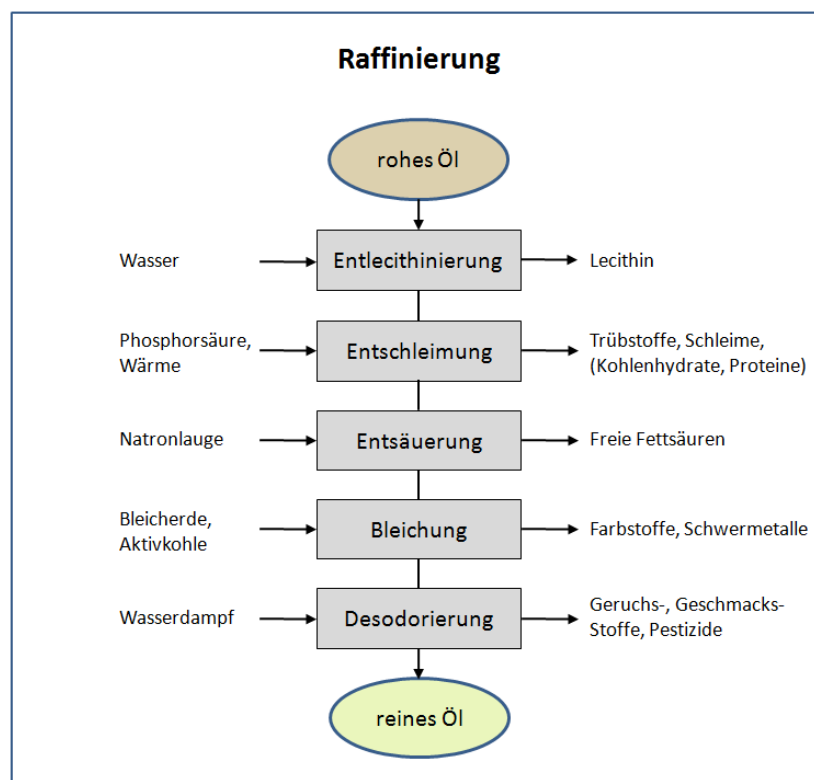 Raffinierung
rohes Öl
Wasser
Entlecithinierung
Lecithin
Phosphorsäure,
Wärme
Entschleimung
Trübstoffe, Schleime,
(Kohlenhydrate, Proteine)
Natronlauge
Entsäuerung
Freie Fettsäuren
Bleicherde,
Aktivkohle
Bleichung
Farbstoffe, Schwermetalle
Wasserdampf
Desodorierung
Geruchs-, Geschmacks-
Stoffe, Pestizide
reines Öl